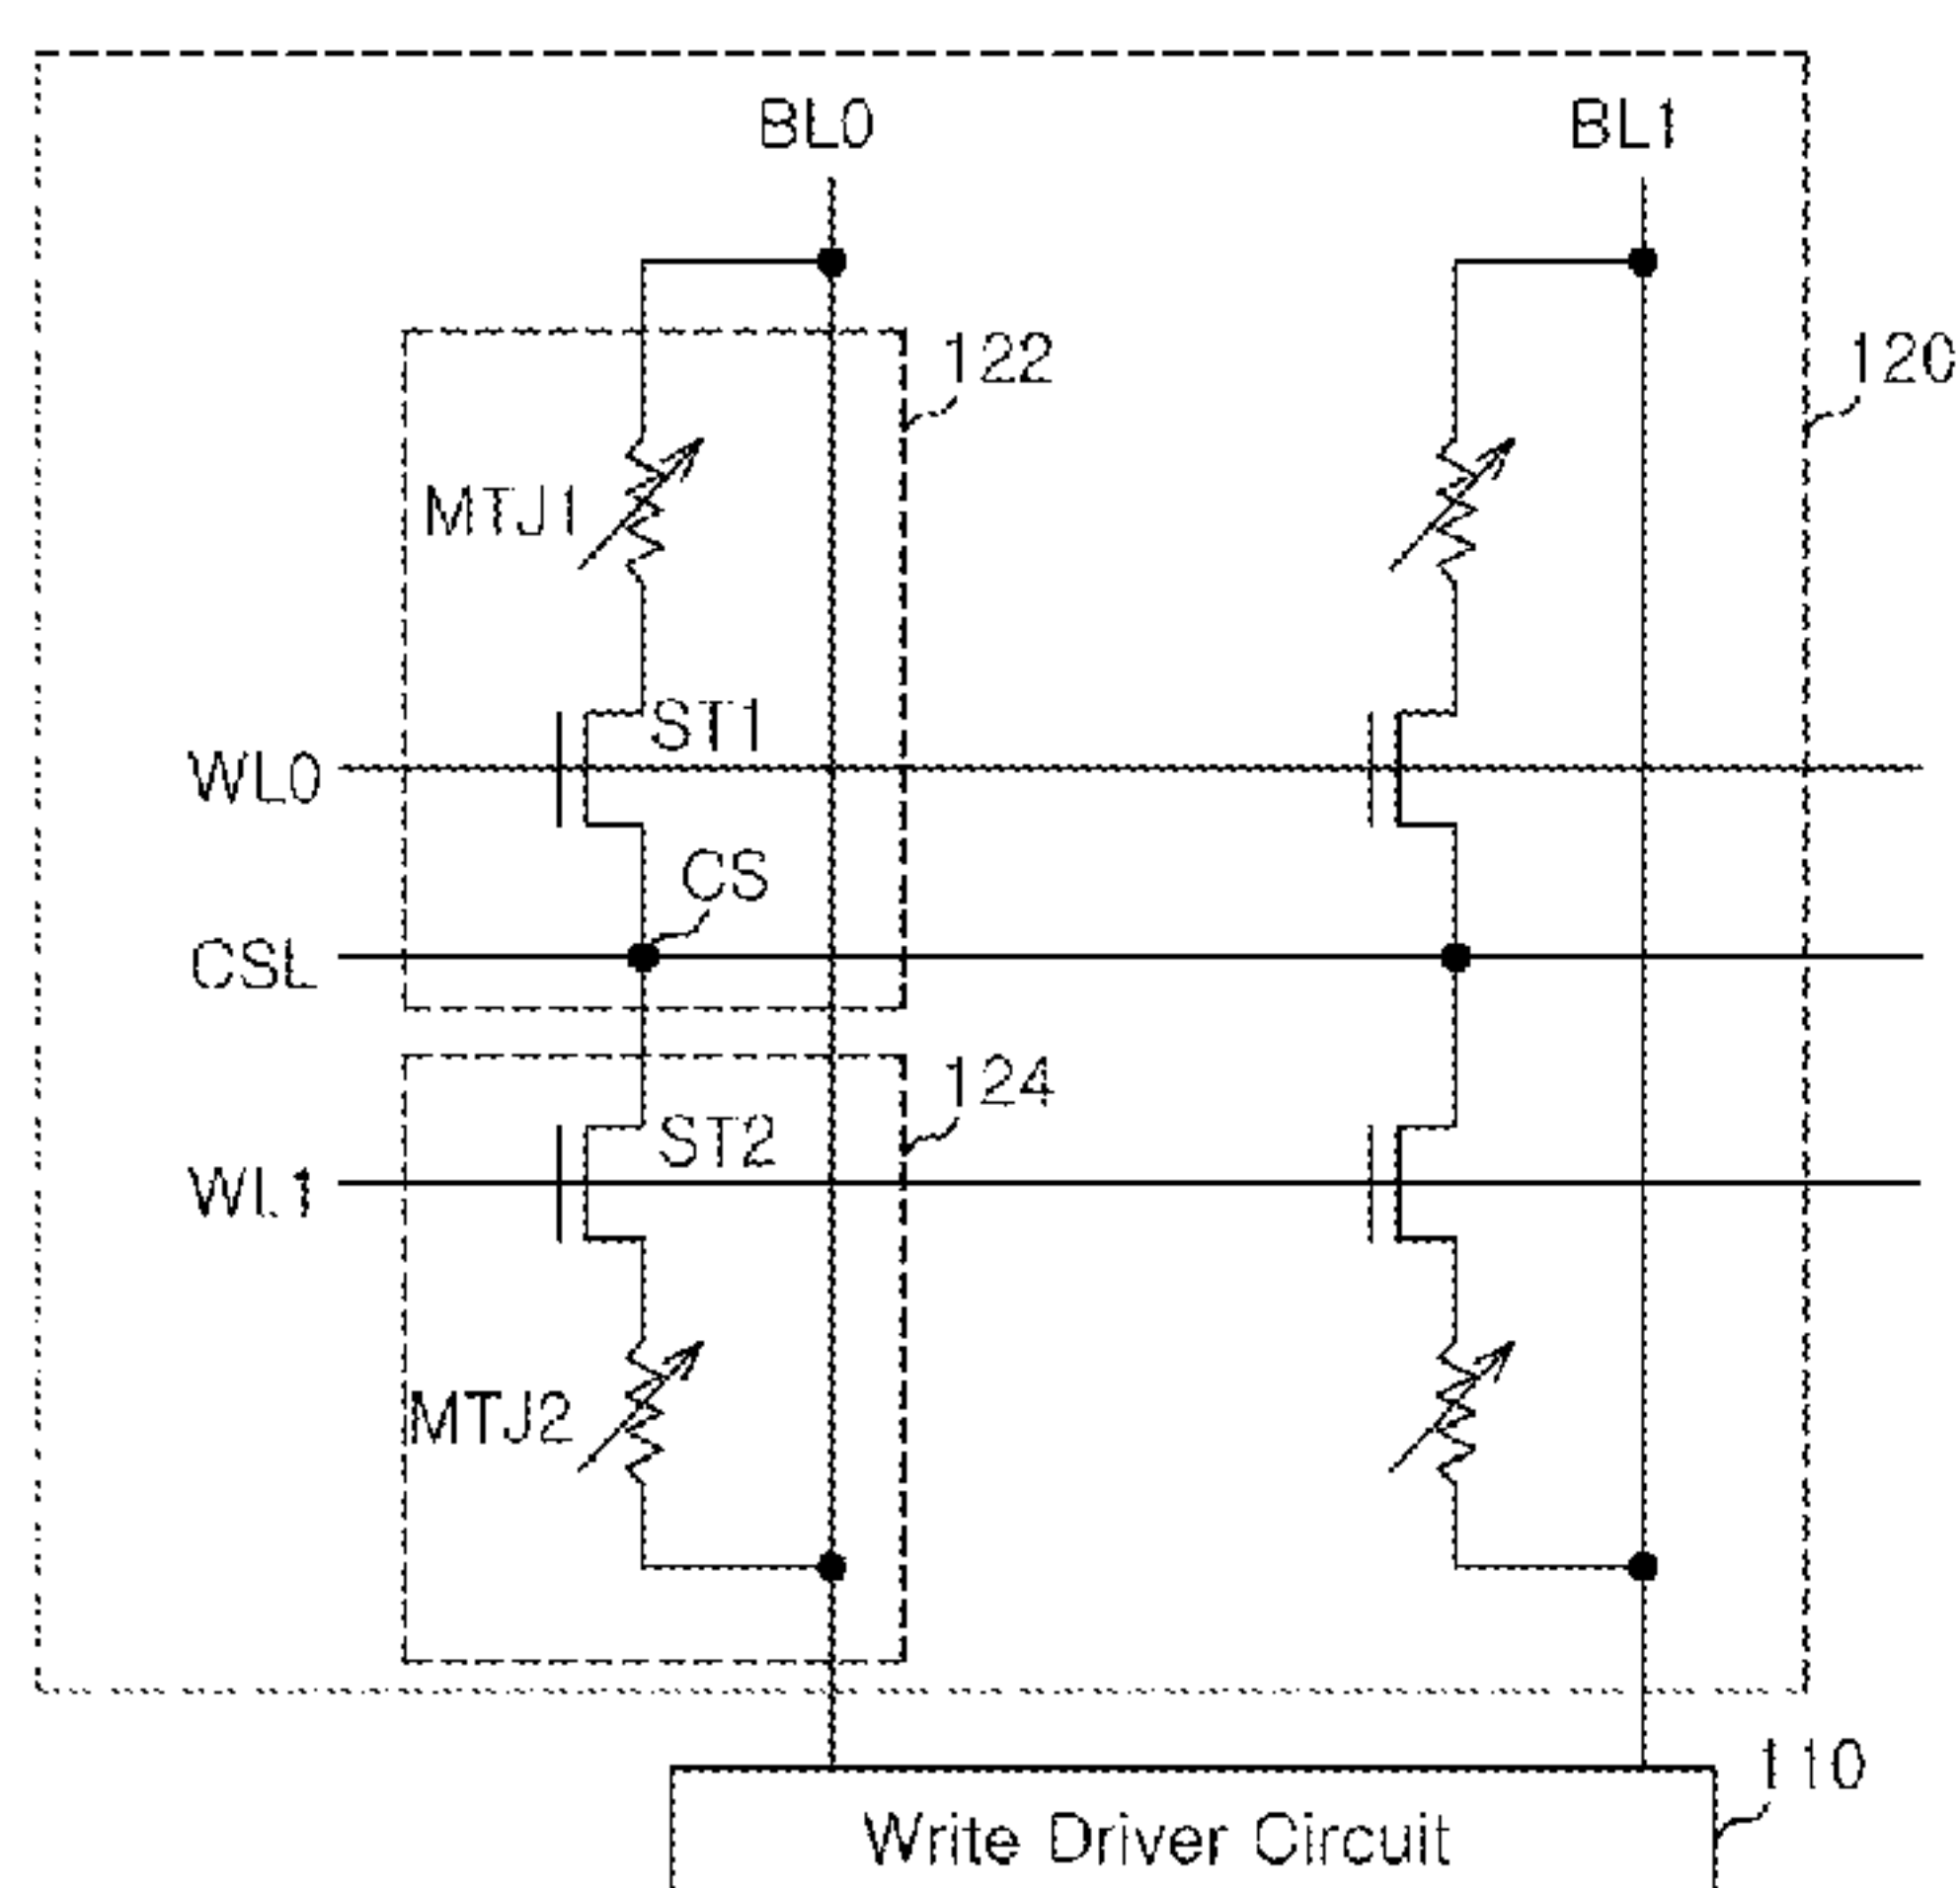 BL0 BL1
122
120
MTJ1
ST1
WL0
CS
CSL
124
ST2
WL1
MTJ2
110
Write Driver Circuit